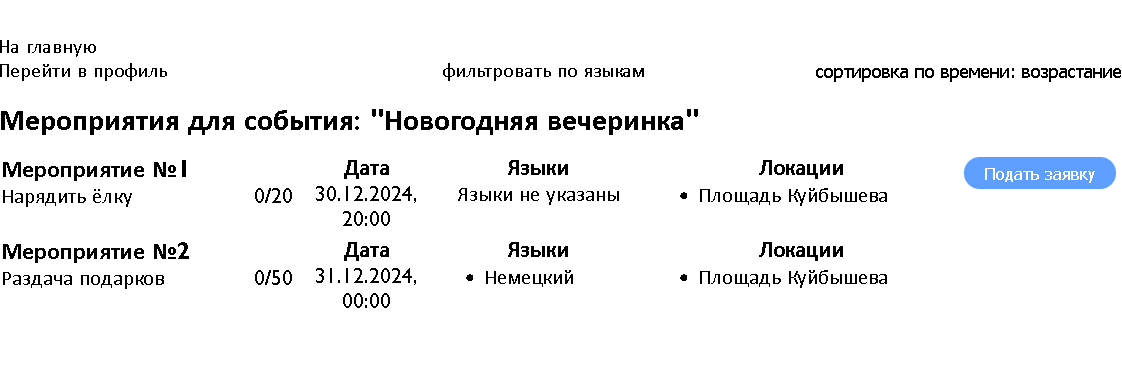 На главную
Перейти в профиль фильтровать по языкам сортировка по времени: возрастание
Мероприятия для события: "Новогодняя вечеринка"
Мероприятие №1 Дата Языки Локации Подать заявку
Нарядить ёлку 0/20 30.12.2024, Языки не указаны • Площадь Куйбышева
20:00
Мероприятие №2 Дата Языки Локации
Раздача подарков 0/50 31.12.2024, • Немецкий • Площадь Куйбышева
00:00